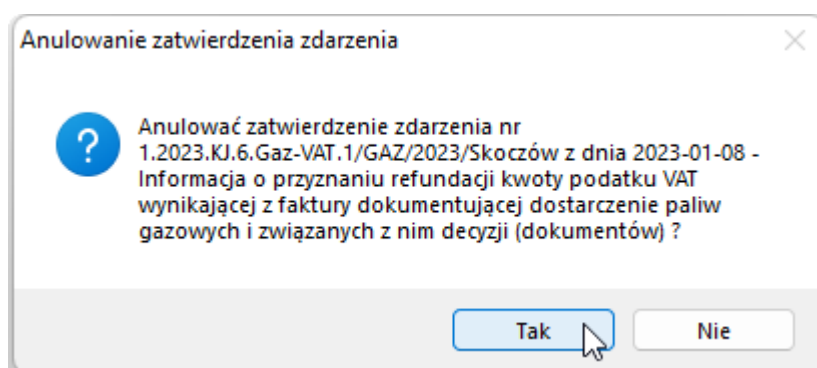 Anulowanie zatwierdzenia zdarzenia
Anulować zatwierdzenie zdarzenia nr
1.2023.KJ.6.Gaz-VAT.1/GAZ/2023/Skoczów z dnia 2023-01-08 -
Informacja o przyznaniu refundacji kwoty podatku VAT
wynikającej z faktury dokumentującej dostarczenie paliw
gazowych i związanych z nim decyzji (dokumentów) ?
Tak Nie